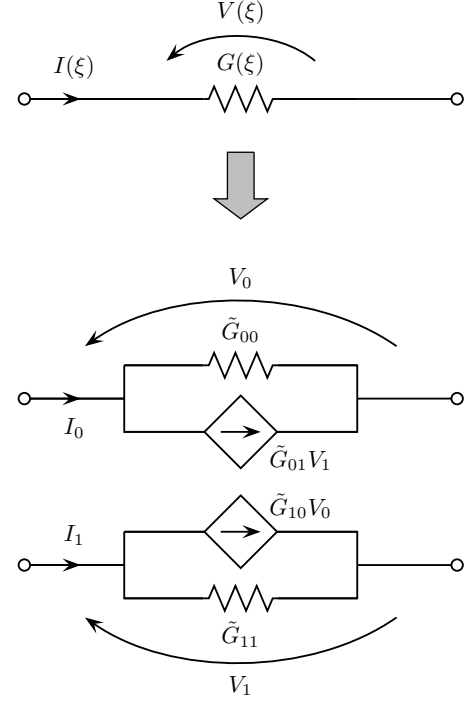 V(ξ)
I(ξ)
G(ξ)
V₀
G̃₀₀
I₀
G̃₀₁V₁
G̃₁₀V₀
I₁
G̃₁₁
V₁